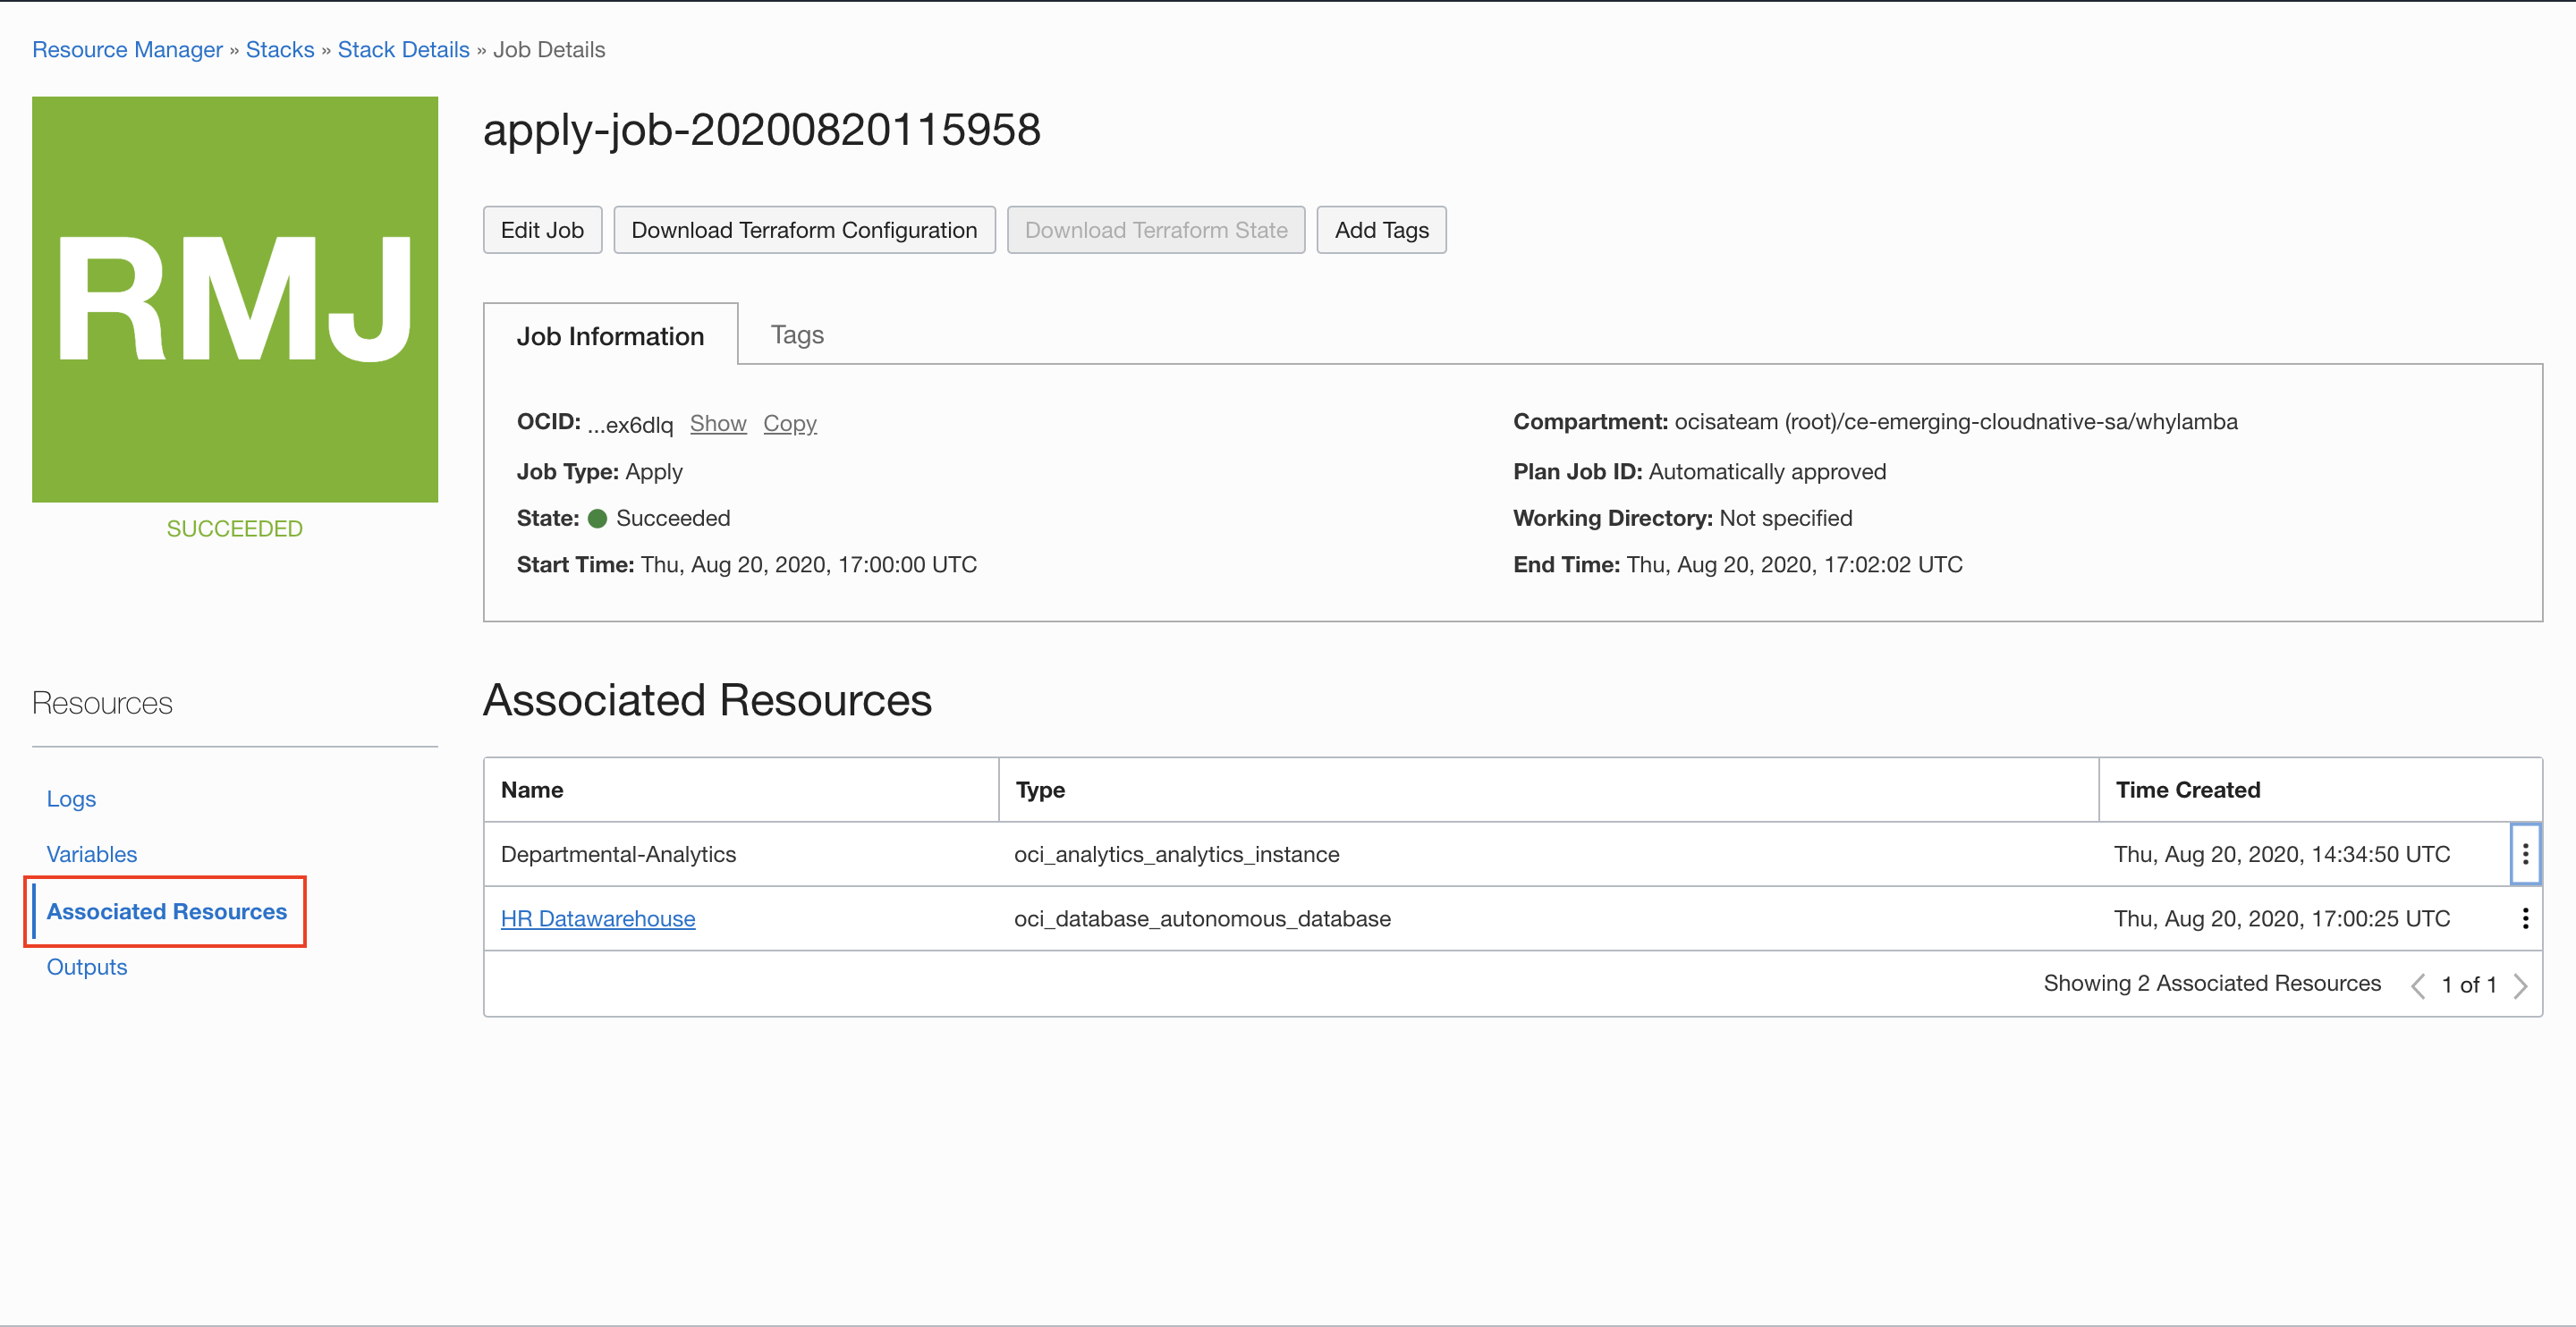 Resource Manager » Stacks » Stack Details » Job Details
RMJ
SUCCEEDED
apply-job-20200820115958
Edit Job Download Terraform Configuration Download Terraform State Add Tags
Job Information Tags
OCID: ...ex6dlq Show Copy
Job Type: Apply
State: Succeeded
Start Time: Thu, Aug 20, 2020, 17:00:00 UTC
Compartment: ocisateam (root)/ce-emerging-cloudnative-sa/whylamba
Plan Job ID: Automatically approved
Working Directory: Not specified
End Time: Thu, Aug 20, 2020, 17:02:02 UTC
Resources
Logs
Variables
Associated Resources
Outputs
Associated Resources
Name Type Time Created
Departmental-Analytics oci_analytics_analytics_instance Thu, Aug 20, 2020, 14:34:50 UTC
HR Datawarehouse oci_database_autonomous_database Thu, Aug 20, 2020, 17:00:25 UTC
Showing 2 Associated Resources 1 of 1